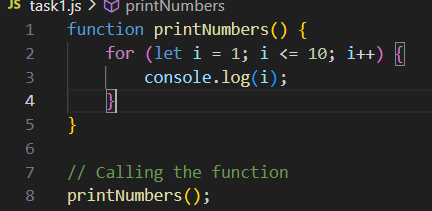 JS task1.js > printNumbers
1 function printNumbers() {
2     for (let i = 1; i <= 10; i++) {
3         console.log(i);
4     }
5 }
6
7 // Calling the function
8 printNumbers();